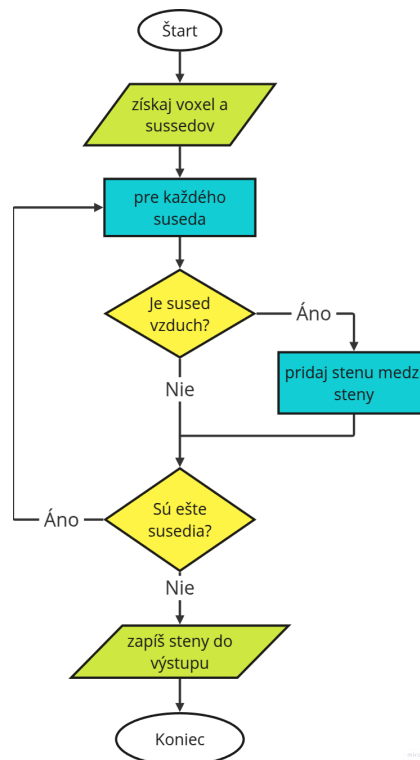 Štart
získaj voxel a
sussedov
pre každého
suseda
Je sused
vzduch?
Áno
pridaj stenu medz
steny
Nie
Sú ešte
susedia?
Áno
Nie
zapíš steny do
výstupu
Koniec
miro